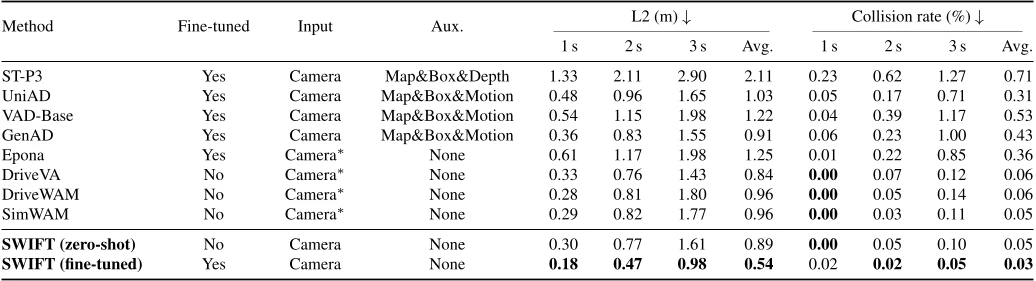 Method Fine-tuned Input Aux. L2 (m) ↓ Collision rate (%) ↓
1 s 2 s 3 s Avg. 1 s 2 s 3 s Avg.
ST-P3 Yes Camera Map&Box&Depth 1.33 2.11 2.90 2.11 0.23 0.62 1.27 0.71
UniAD Yes Camera Map&Box&Motion 0.48 0.96 1.65 1.03 0.05 0.17 0.71 0.31
VAD-Base Yes Camera Map&Box&Motion 0.54 1.15 1.98 1.22 0.04 0.39 1.17 0.53
GenAD Yes Camera Map&Box&Motion 0.36 0.83 1.55 0.91 0.06 0.23 1.00 0.43
Epona Yes Camera* None 0.61 1.17 1.98 1.25 0.01 0.22 0.85 0.36
DriveVA No Camera* None 0.33 0.76 1.43 0.84 0.00 0.07 0.12 0.06
DriveWAM No Camera* None 0.28 0.81 1.80 0.96 0.00 0.05 0.14 0.06
SimWAM No Camera* None 0.29 0.82 1.77 0.96 0.00 0.03 0.11 0.05
SWIFT (zero-shot) No Camera None 0.30 0.77 1.61 0.89 0.00 0.05 0.10 0.05
SWIFT (fine-tuned) Yes Camera None 0.18 0.47 0.98 0.54 0.02 0.02 0.05 0.03